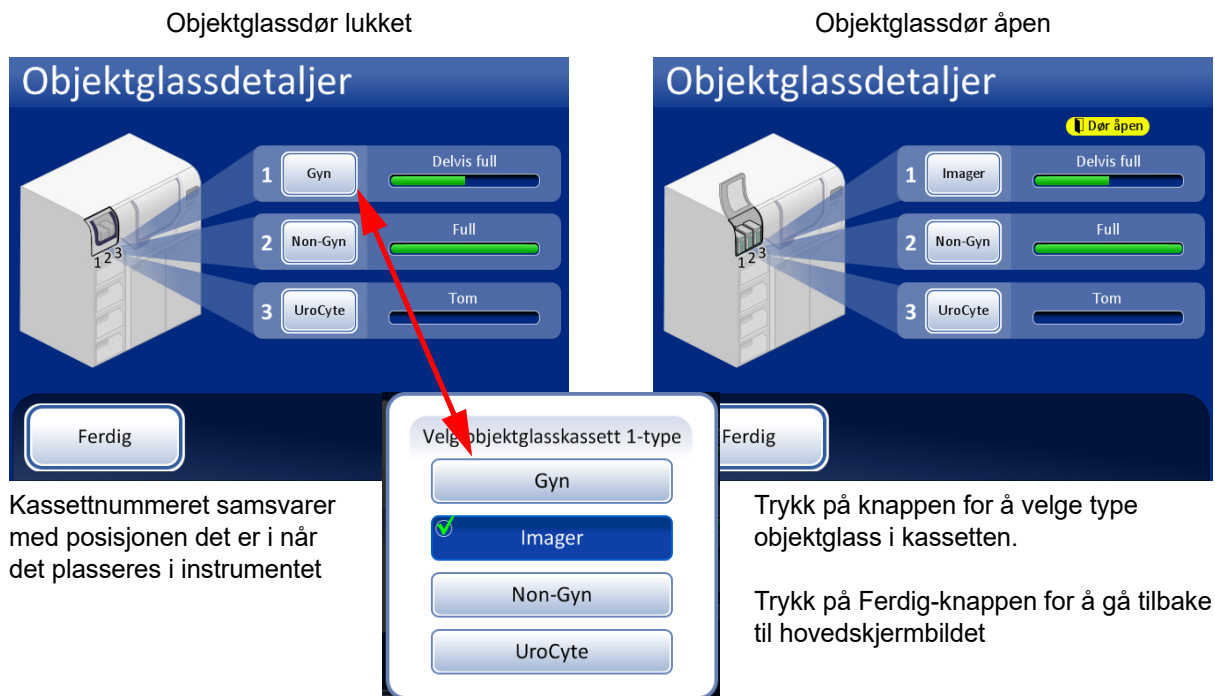 Objektglassdør lukket
Objektglassdør åpen
Objektglassdetaljer
1 Gyn Delvis full
2 Non-Gyn Full
3 UroCyte Tom
1 2 3
Ferdig
Objektglassdetaljer
Dør åpen
1 Imager Delvis full
2 Non-Gyn Full
3 UroCyte Tom
1 2 3
Ferdig
Velg objektglasskassett 1-type
Gyn
Imager
Non-Gyn
UroCyte
Kassettnummeret samsvarer
med posisjonen det er i når
det plasseres i instrumentet
Trykk på knappen for å velge type
objektglass i kassetten.
Trykk på Ferdig-knappen for å gå tilbake
til hovedskjermbildet